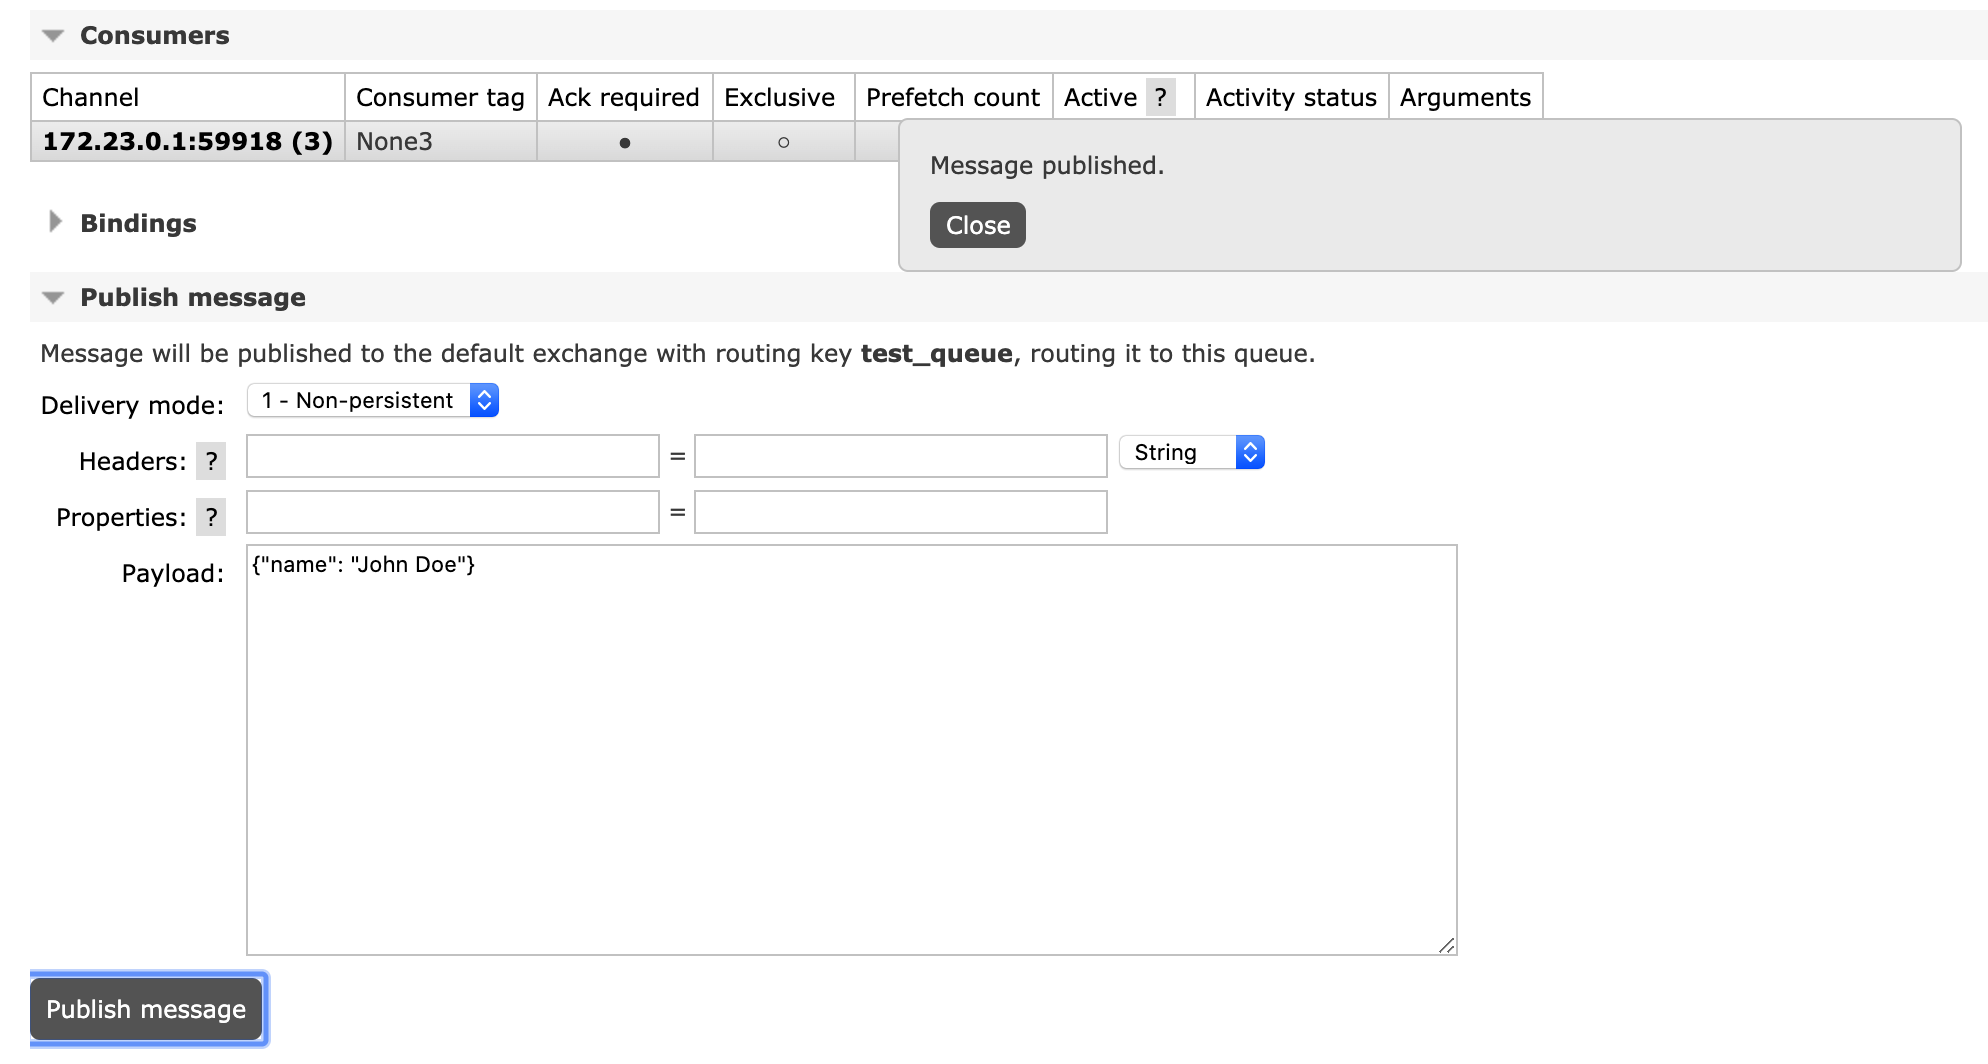 Consumers
Channel Consumer tag Ack required Exclusive Prefetch count Active ? Activity status Arguments
172.23.0.1:59918 (3) None3 ● ○
Message published.
Close
Bindings
Publish message
Message will be published to the default exchange with routing key test_queue, routing it to this queue.
Delivery mode: 1 - Non-persistent
Headers: ? = String
Properties: ? =
Payload: {"name": "John Doe"}
Publish message